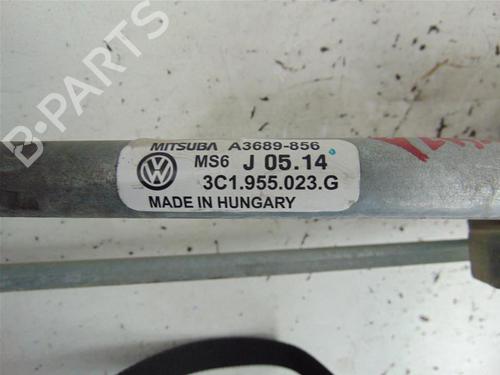 B-PARTS
MITSUBA A3689-856
MS6 J 05.14
3C1.955.023.G
MADE IN HUNGARY